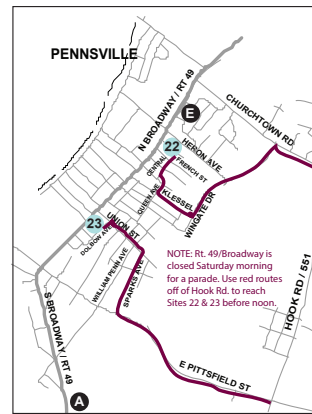 PENNSVILLE
N BROADWAY / RT 49
E
CHURCHTOWN RD
22
HERON AVE
CENTRAL
FRENCH ST
QUEEN AVE
KLESSEL
WINGATE DR
23
UNION ST
DOLBOW AVE
WILLIAM PENN AVE
SPARKS AVE
NOTE: Rt. 49/Broadway is
closed Saturday morning
for a parade. Use red routes
off of Hook Rd. to reach
Sites 22 & 23 before noon.
HOOK RD / 551
S BROADWAY / RT 49
E PITTSFIELD ST
A